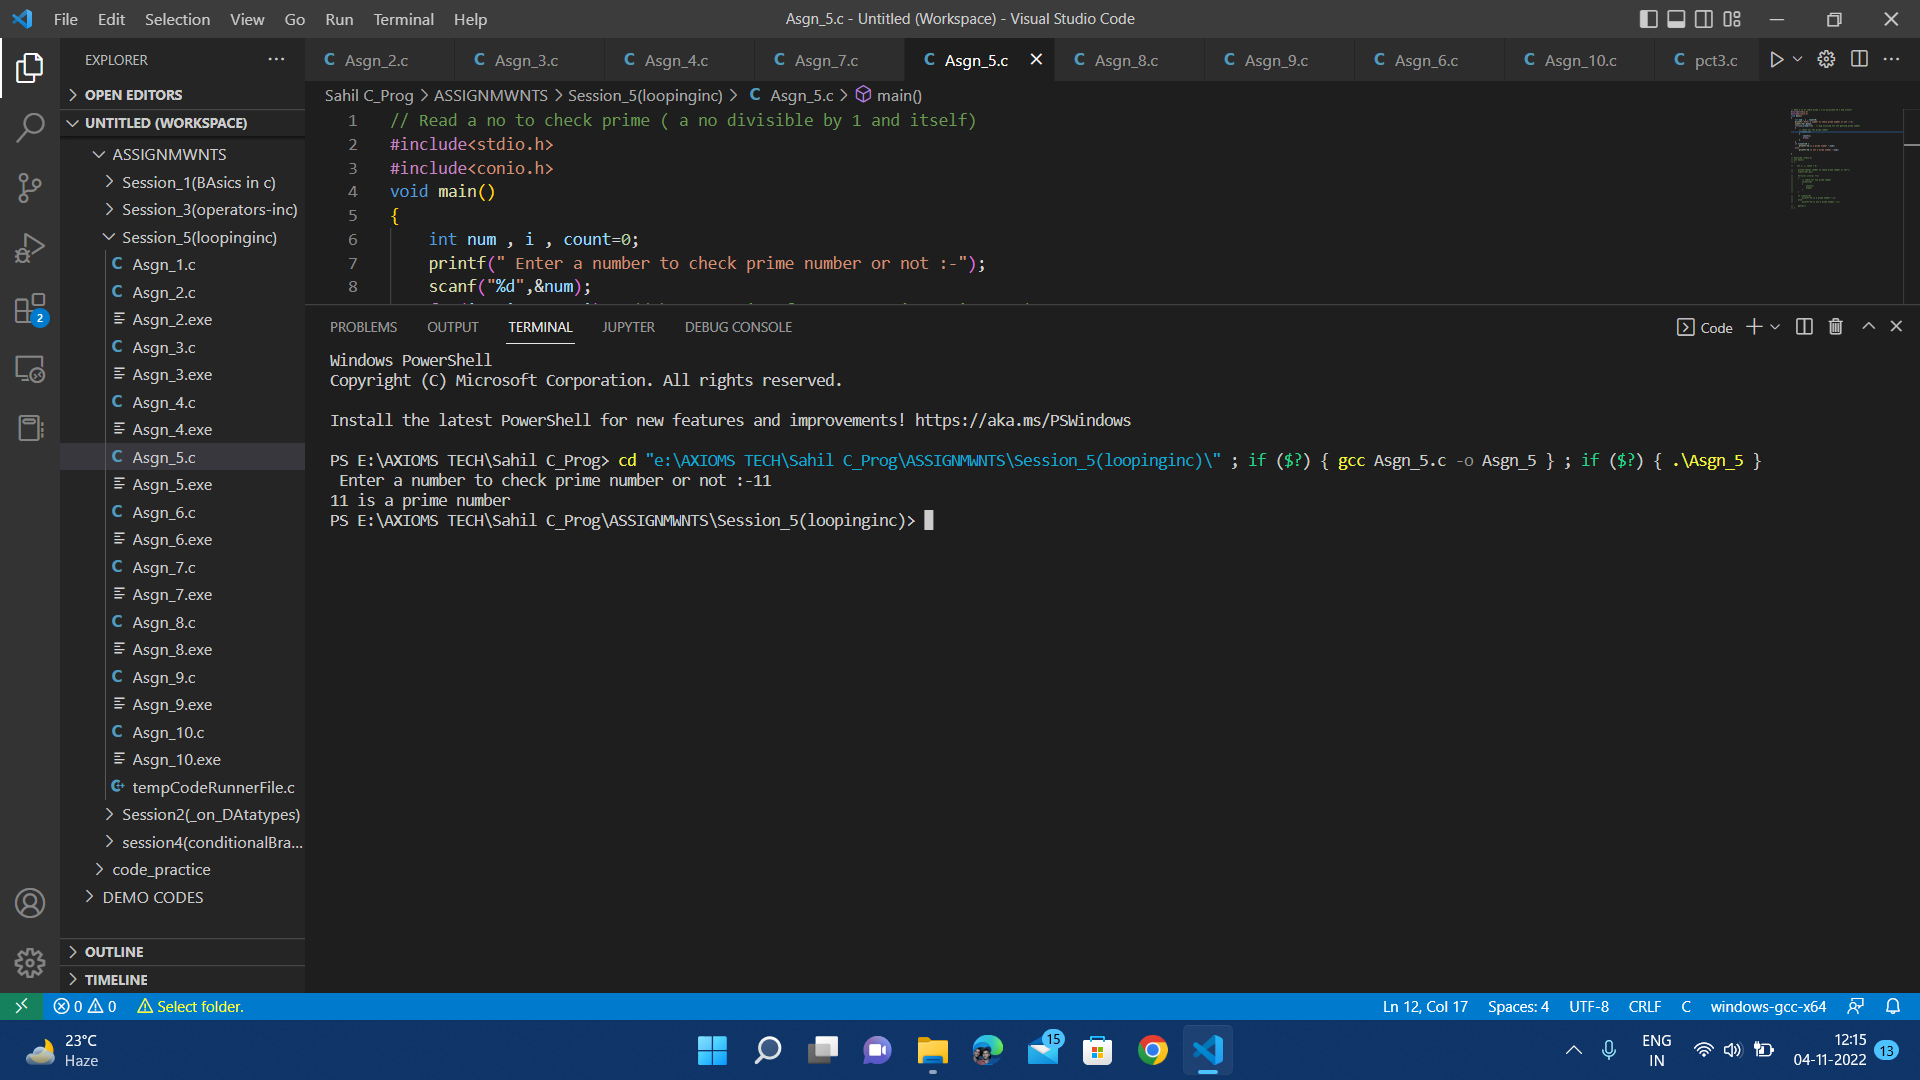 File Edit Selection View Go Run Terminal Help
Asgn_5.c - Untitled (Workspace) - Visual Studio Code
EXPLORER
OPEN EDITORS
UNTITLED (WORKSPACE)
ASSIGNMWNTS
Session_1(BAsics in c)
Session_3(operators-inc)
Session_5(loopinginc)
C Asgn_1.c
C Asgn_2.c
Asgn_2.exe
C Asgn_3.c
Asgn_3.exe
C Asgn_4.c
Asgn_4.exe
C Asgn_5.c
Asgn_5.exe
C Asgn_6.c
Asgn_6.exe
C Asgn_7.c
Asgn_7.exe
C Asgn_8.c
Asgn_8.exe
C Asgn_9.c
Asgn_9.exe
C Asgn_10.c
Asgn_10.exe
tempCodeRunnerFile.c
Session2(_on_DAtatypes)
session4(conditionalBra...
code_practice
DEMO CODES
OUTLINE
TIMELINE
2
C Asgn_2.c C Asgn_3.c C Asgn_4.c C Asgn_7.c C Asgn_5.c C Asgn_8.c C Asgn_9.c C Asgn_6.c C Asgn_10.c C pct3.c
Sahil C_Prog > ASSIGNMWNTS > Session_5(loopinginc) > C Asgn_5.c > main()
1 // Read a no to check prime ( a no divisible by 1 and itself)
2 #include<stdio.h>
3 #include<conio.h>
4 void main()
5 {
6 int num , i , count=0;
7 printf(" Enter a number to check prime number or not :-");
8 scanf("%d",&num);
PROBLEMS OUTPUT TERMINAL JUPYTER DEBUG CONSOLE
Code
Windows PowerShell
Copyright (C) Microsoft Corporation. All rights reserved.
Install the latest PowerShell for new features and improvements! https://aka.ms/PSWindows
PS E:\AXIOMS TECH\Sahil C_Prog> cd "e:\AXIOMS TECH\Sahil C_Prog\ASSIGNMWNTS\Session_5(loopinginc)\" ; if ($?) { gcc Asgn_5.c -o Asgn_5 } ; if ($?) { .\Asgn_5 }
Enter a number to check prime number or not :-11
11 is a prime number
PS E:\AXIOMS TECH\Sahil C_Prog\ASSIGNMWNTS\Session_5(loopinginc)>
0 0 Select folder.
Ln 12, Col 17 Spaces: 4 UTF-8 CRLF C windows-gcc-x64
23°C
Haze
15
ENG
IN
12:15
04-11-2022
13